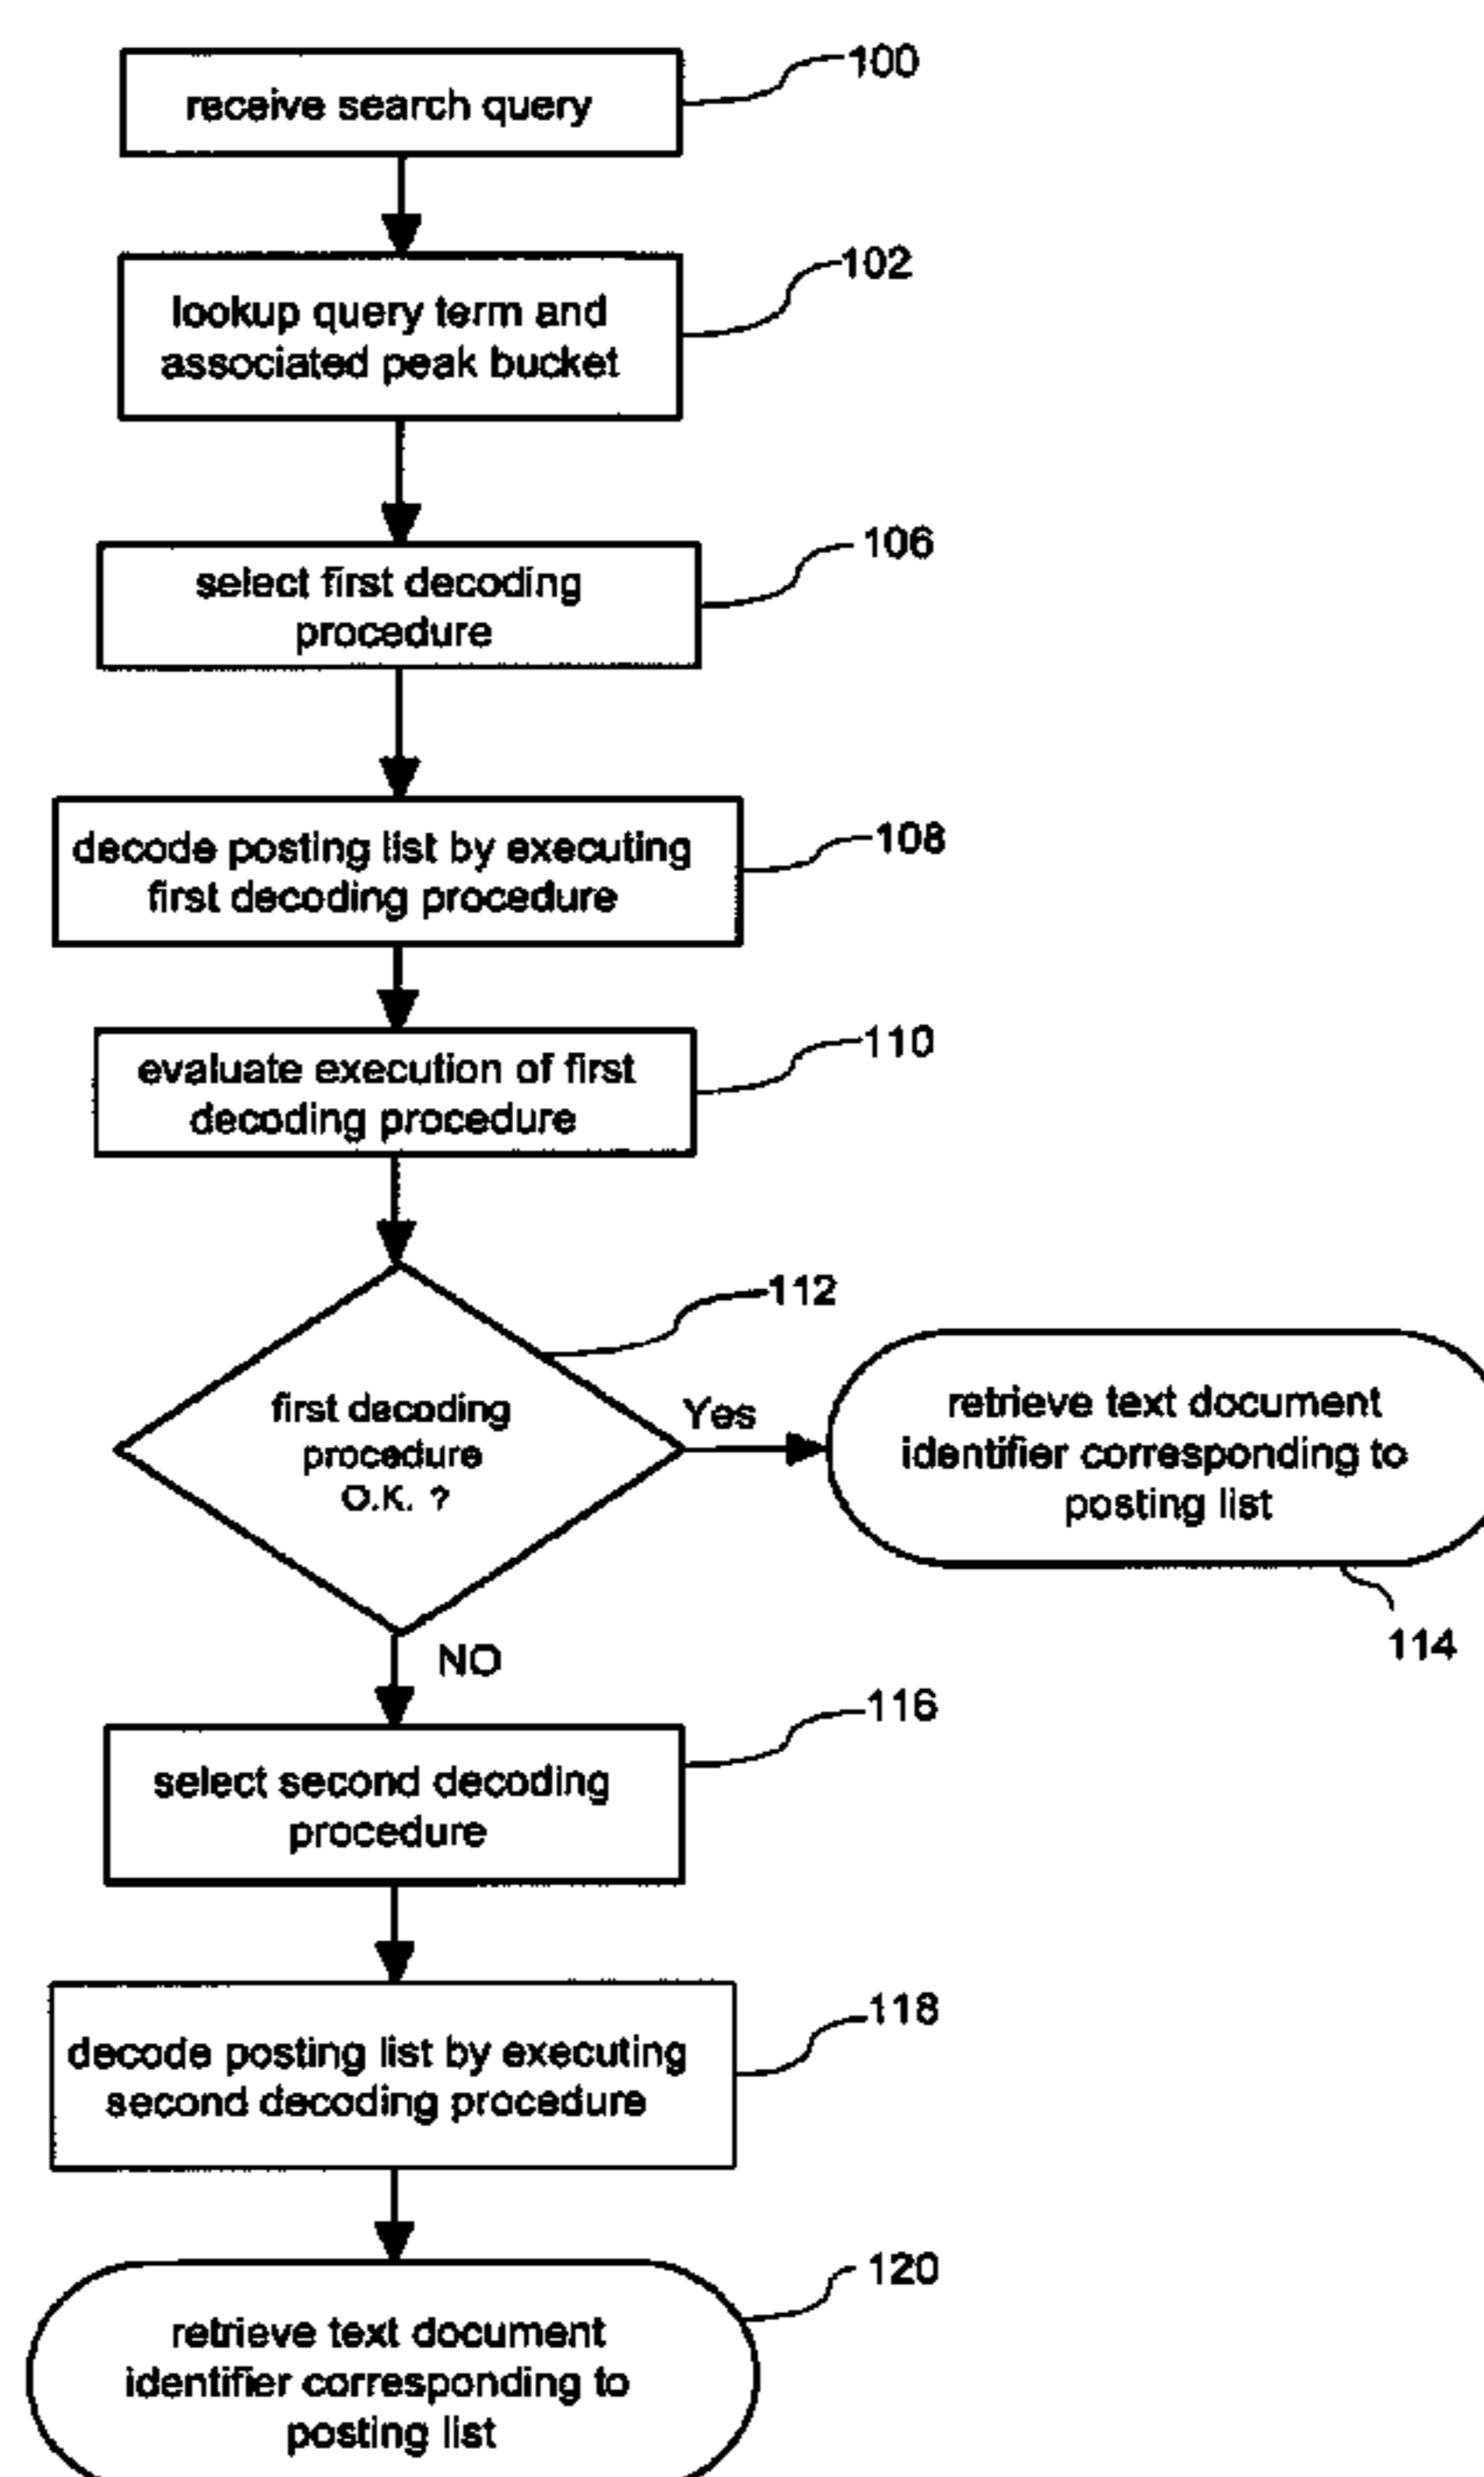 receive search query
100
lookup query term and
associated peak bucket
102
select first decoding
procedure
106
decode posting list by executing
first decoding procedure
108
evaluate execution of first
decoding procedure
110
first decoding
procedure
O.K. ?
112
Yes
retrieve text document
identifier corresponding to
posting list
114
NO
select second decoding
procedure
116
decode posting list by executing
second decoding procedure
118
retrieve text document
identifier corresponding to
posting list
120